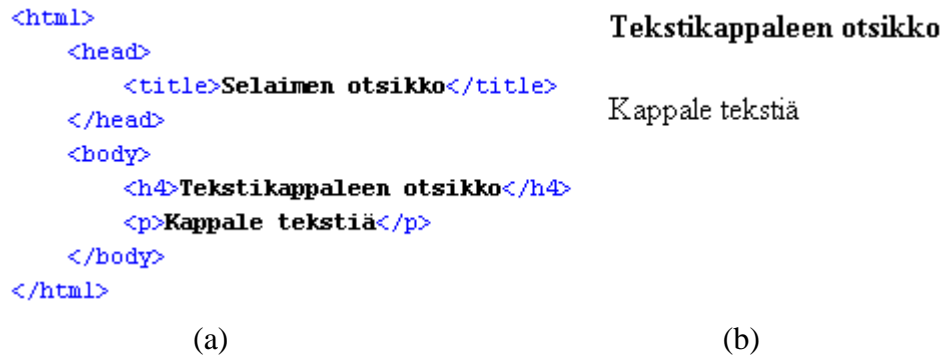 <html>
<head>
<title>Selaimen otsikko</title>
</head>
<body>
<h4>Tekstikappaleen otsikko</h4>
<p>Kappale tekstiä</p>
</body>
</html>
(a)
Tekstikappaleen otsikko
Kappale tekstiä
(b)